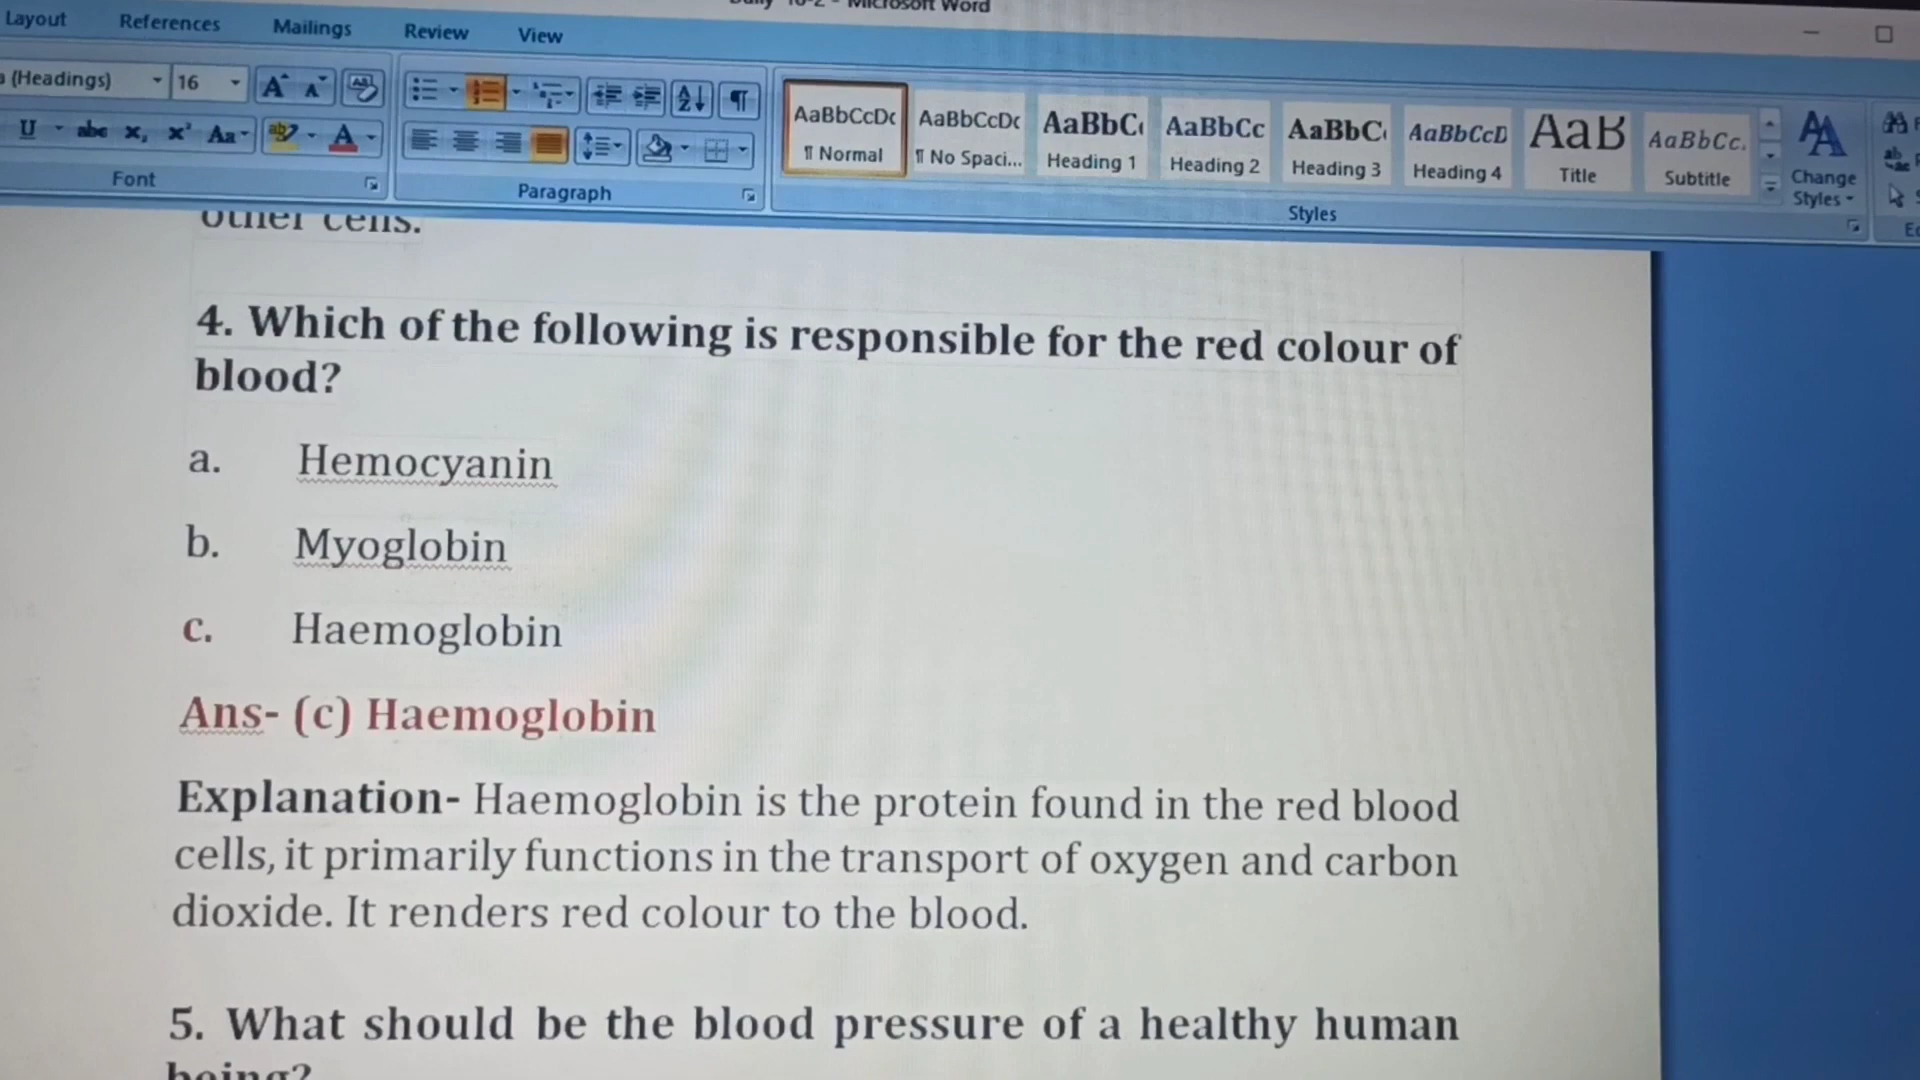 Microsoft Word
Layout References Mailings Review View
(Headings) 16
Font
Paragraph
AaBbCcDc AaBbCcDc AaBbC AaBbCc AaBbC AaBbCcD AaB AaBbCc.
¶ Normal ¶ No Spaci... Heading 1 Heading 2 Heading 3 Heading 4 Title Subtitle
Change
Styles
Styles
other cells.
4. Which of the following is responsible for the red colour of
blood?
a. Hemocyanin
b. Myoglobin
c. Haemoglobin
Ans- (c) Haemoglobin
Explanation- Haemoglobin is the protein found in the red blood
cells, it primarily functions in the transport of oxygen and carbon
dioxide. It renders red colour to the blood.
5. What should be the blood pressure of a healthy human
being?